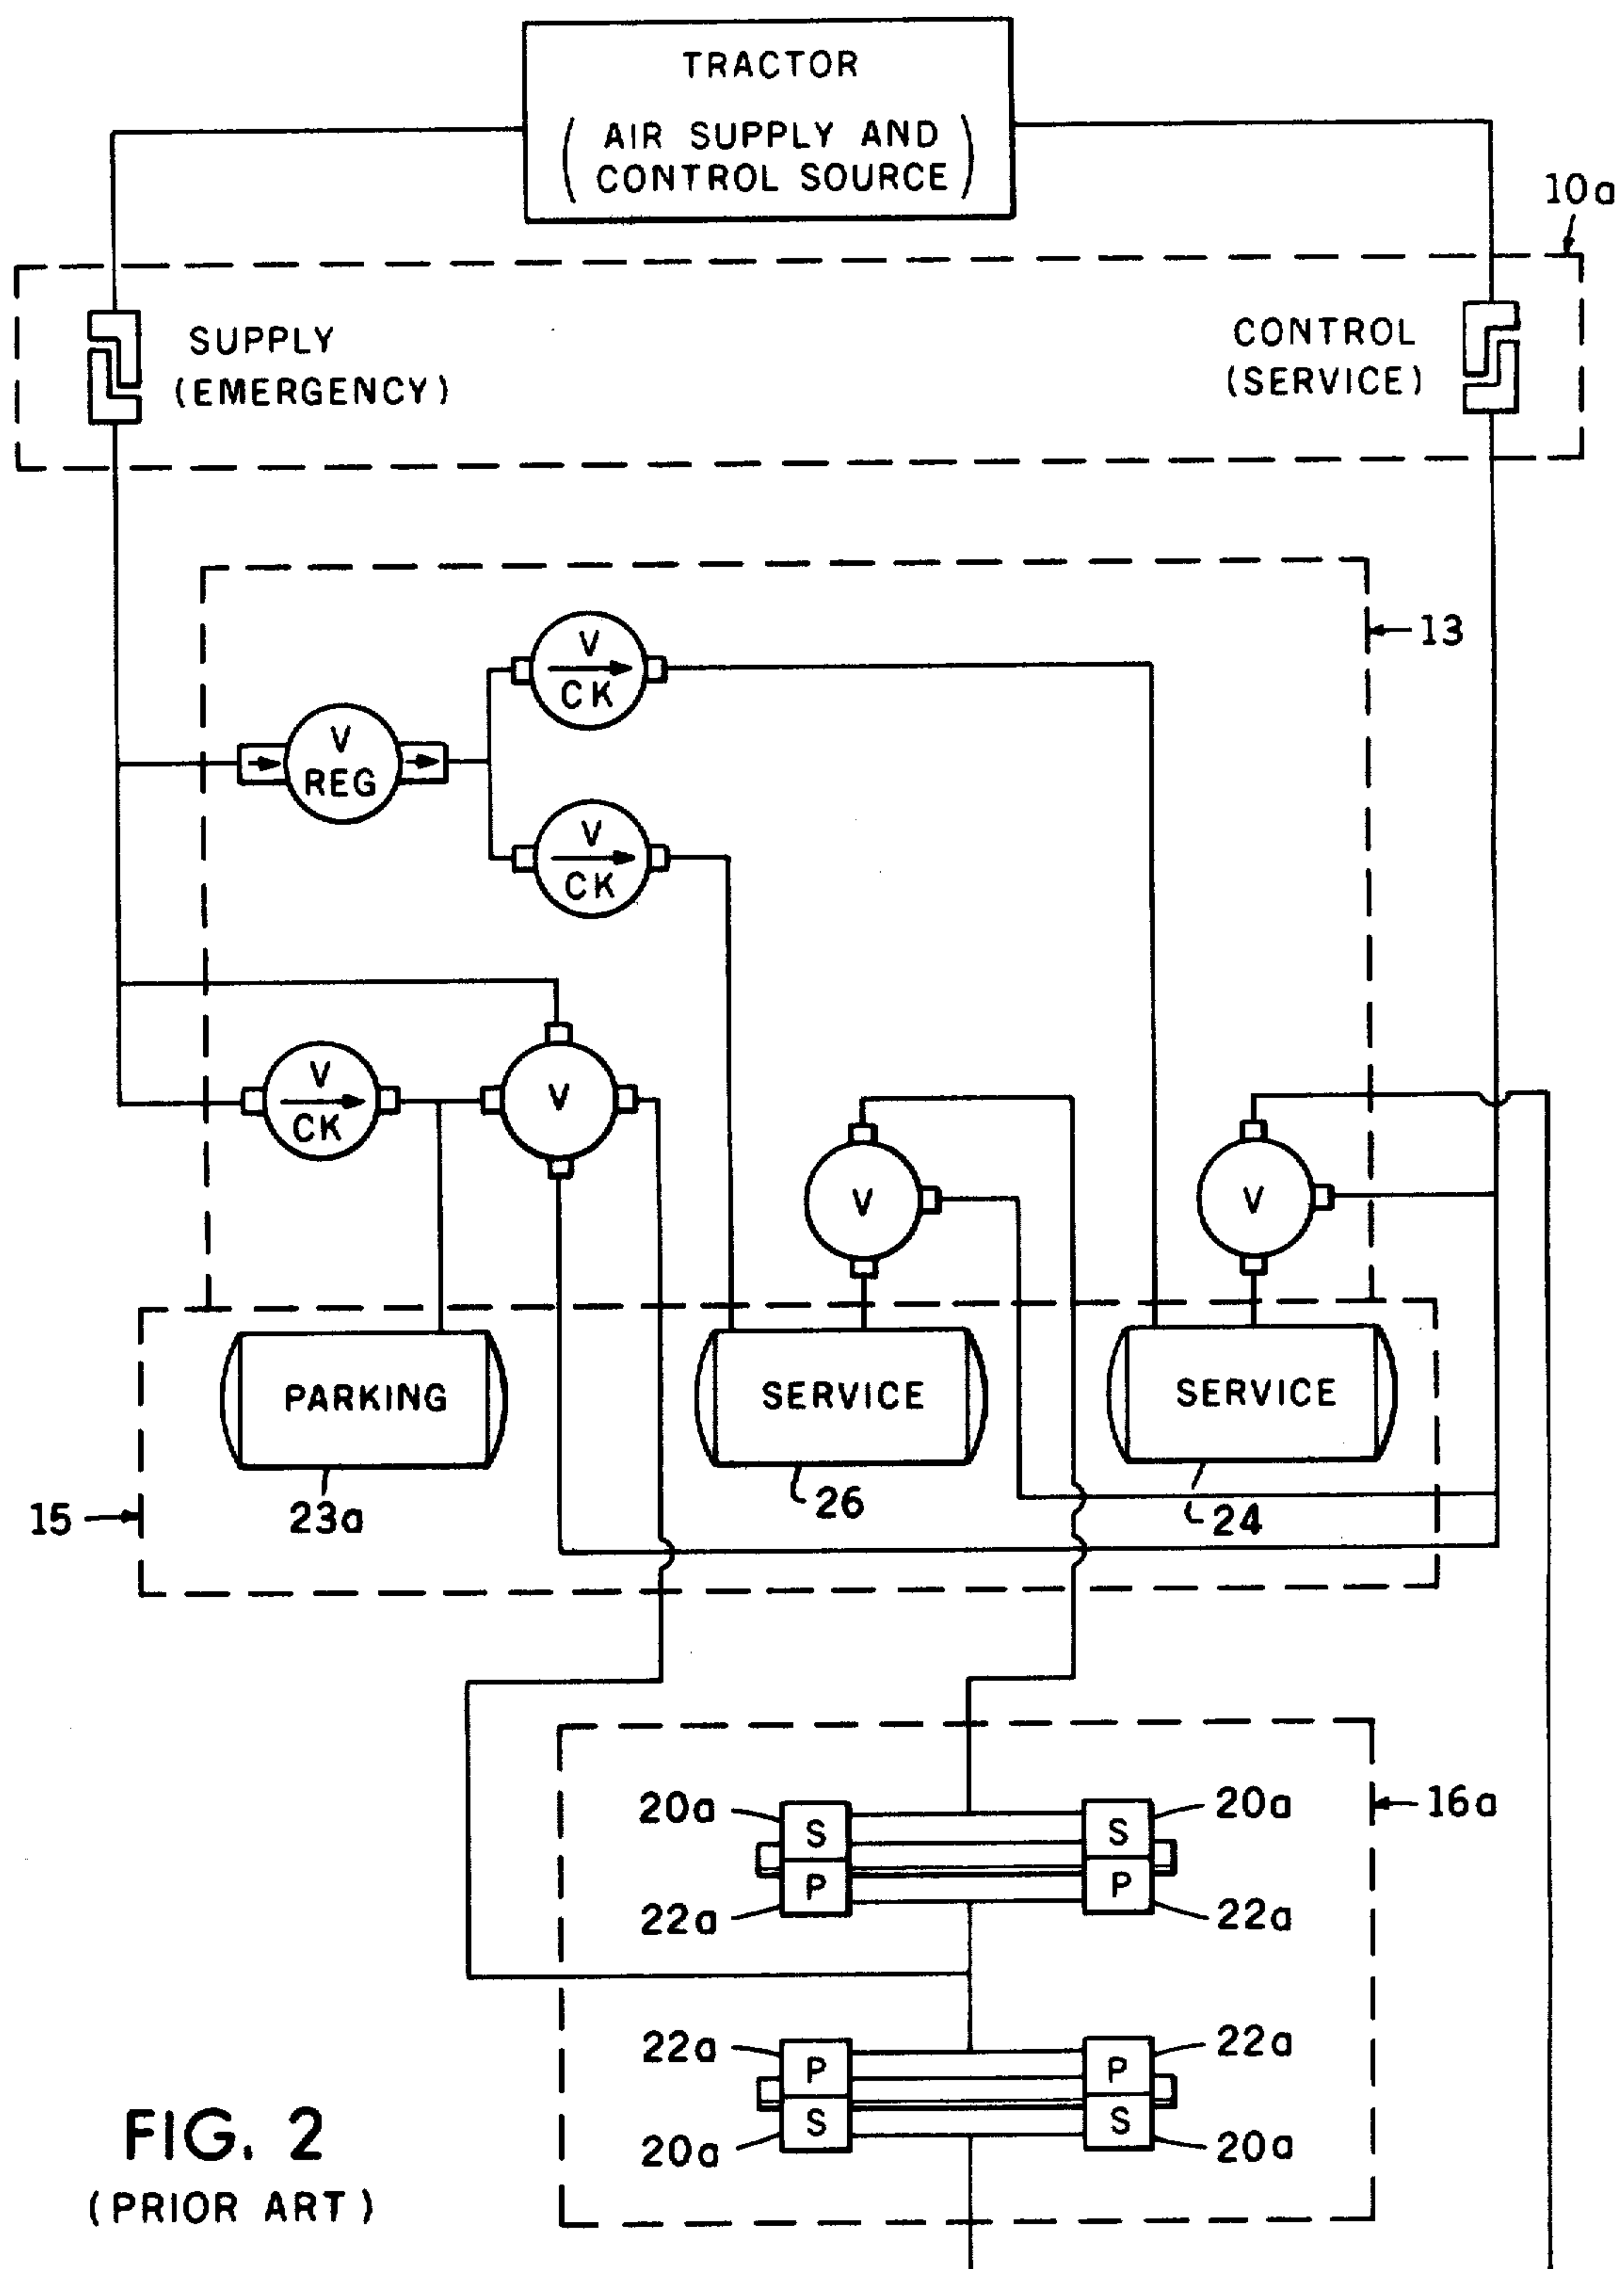 TRACTOR
(AIR SUPPLY AND
CONTROL SOURCE)
10a
SUPPLY
(EMERGENCY)
CONTROL
(SERVICE)
13
V
CK
V
REG
V
CK
V
CK
V
V
V
PARKING
SERVICE
SERVICE
23a
26
24
15
16a
20a
S
S
20a
22a
P
P
22a
22a
P
P
22a
20a
S
S
20a
FIG. 2
(PRIOR ART)